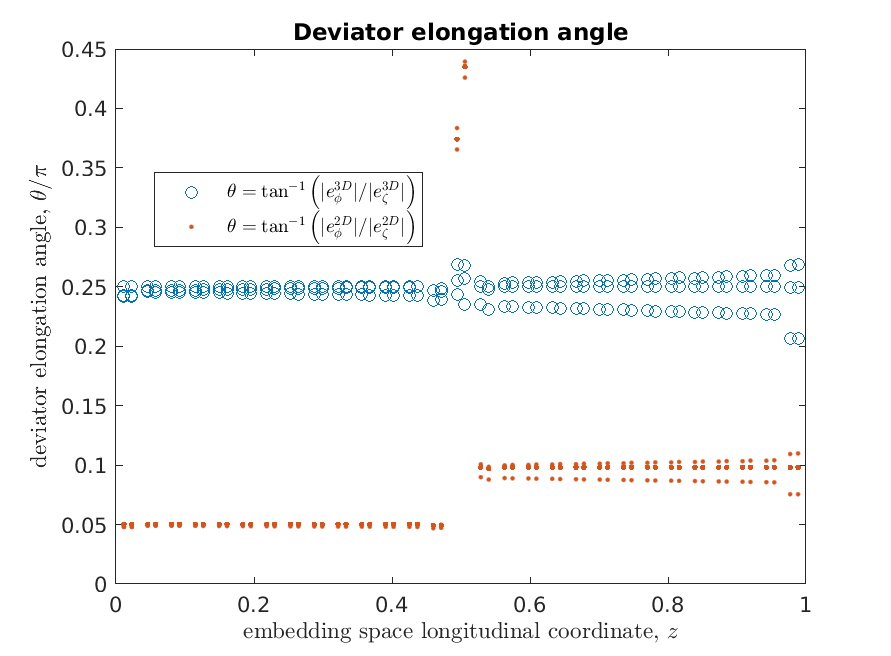 Deviator elongation angle
0.45
0.4
0.35
0.3
0.25
0.2
0.15
0.1
0.05
0
deviator elongation angle, θ/π
θ = tan⁻¹ (|e_ϕ^{3D}|/|e_ζ^{3D}|)
θ = tan⁻¹ (|e_ϕ^{2D}|/|e_ζ^{2D}|)
0 0.2 0.4 0.6 0.8 1
embedding space longitudinal coordinate, z